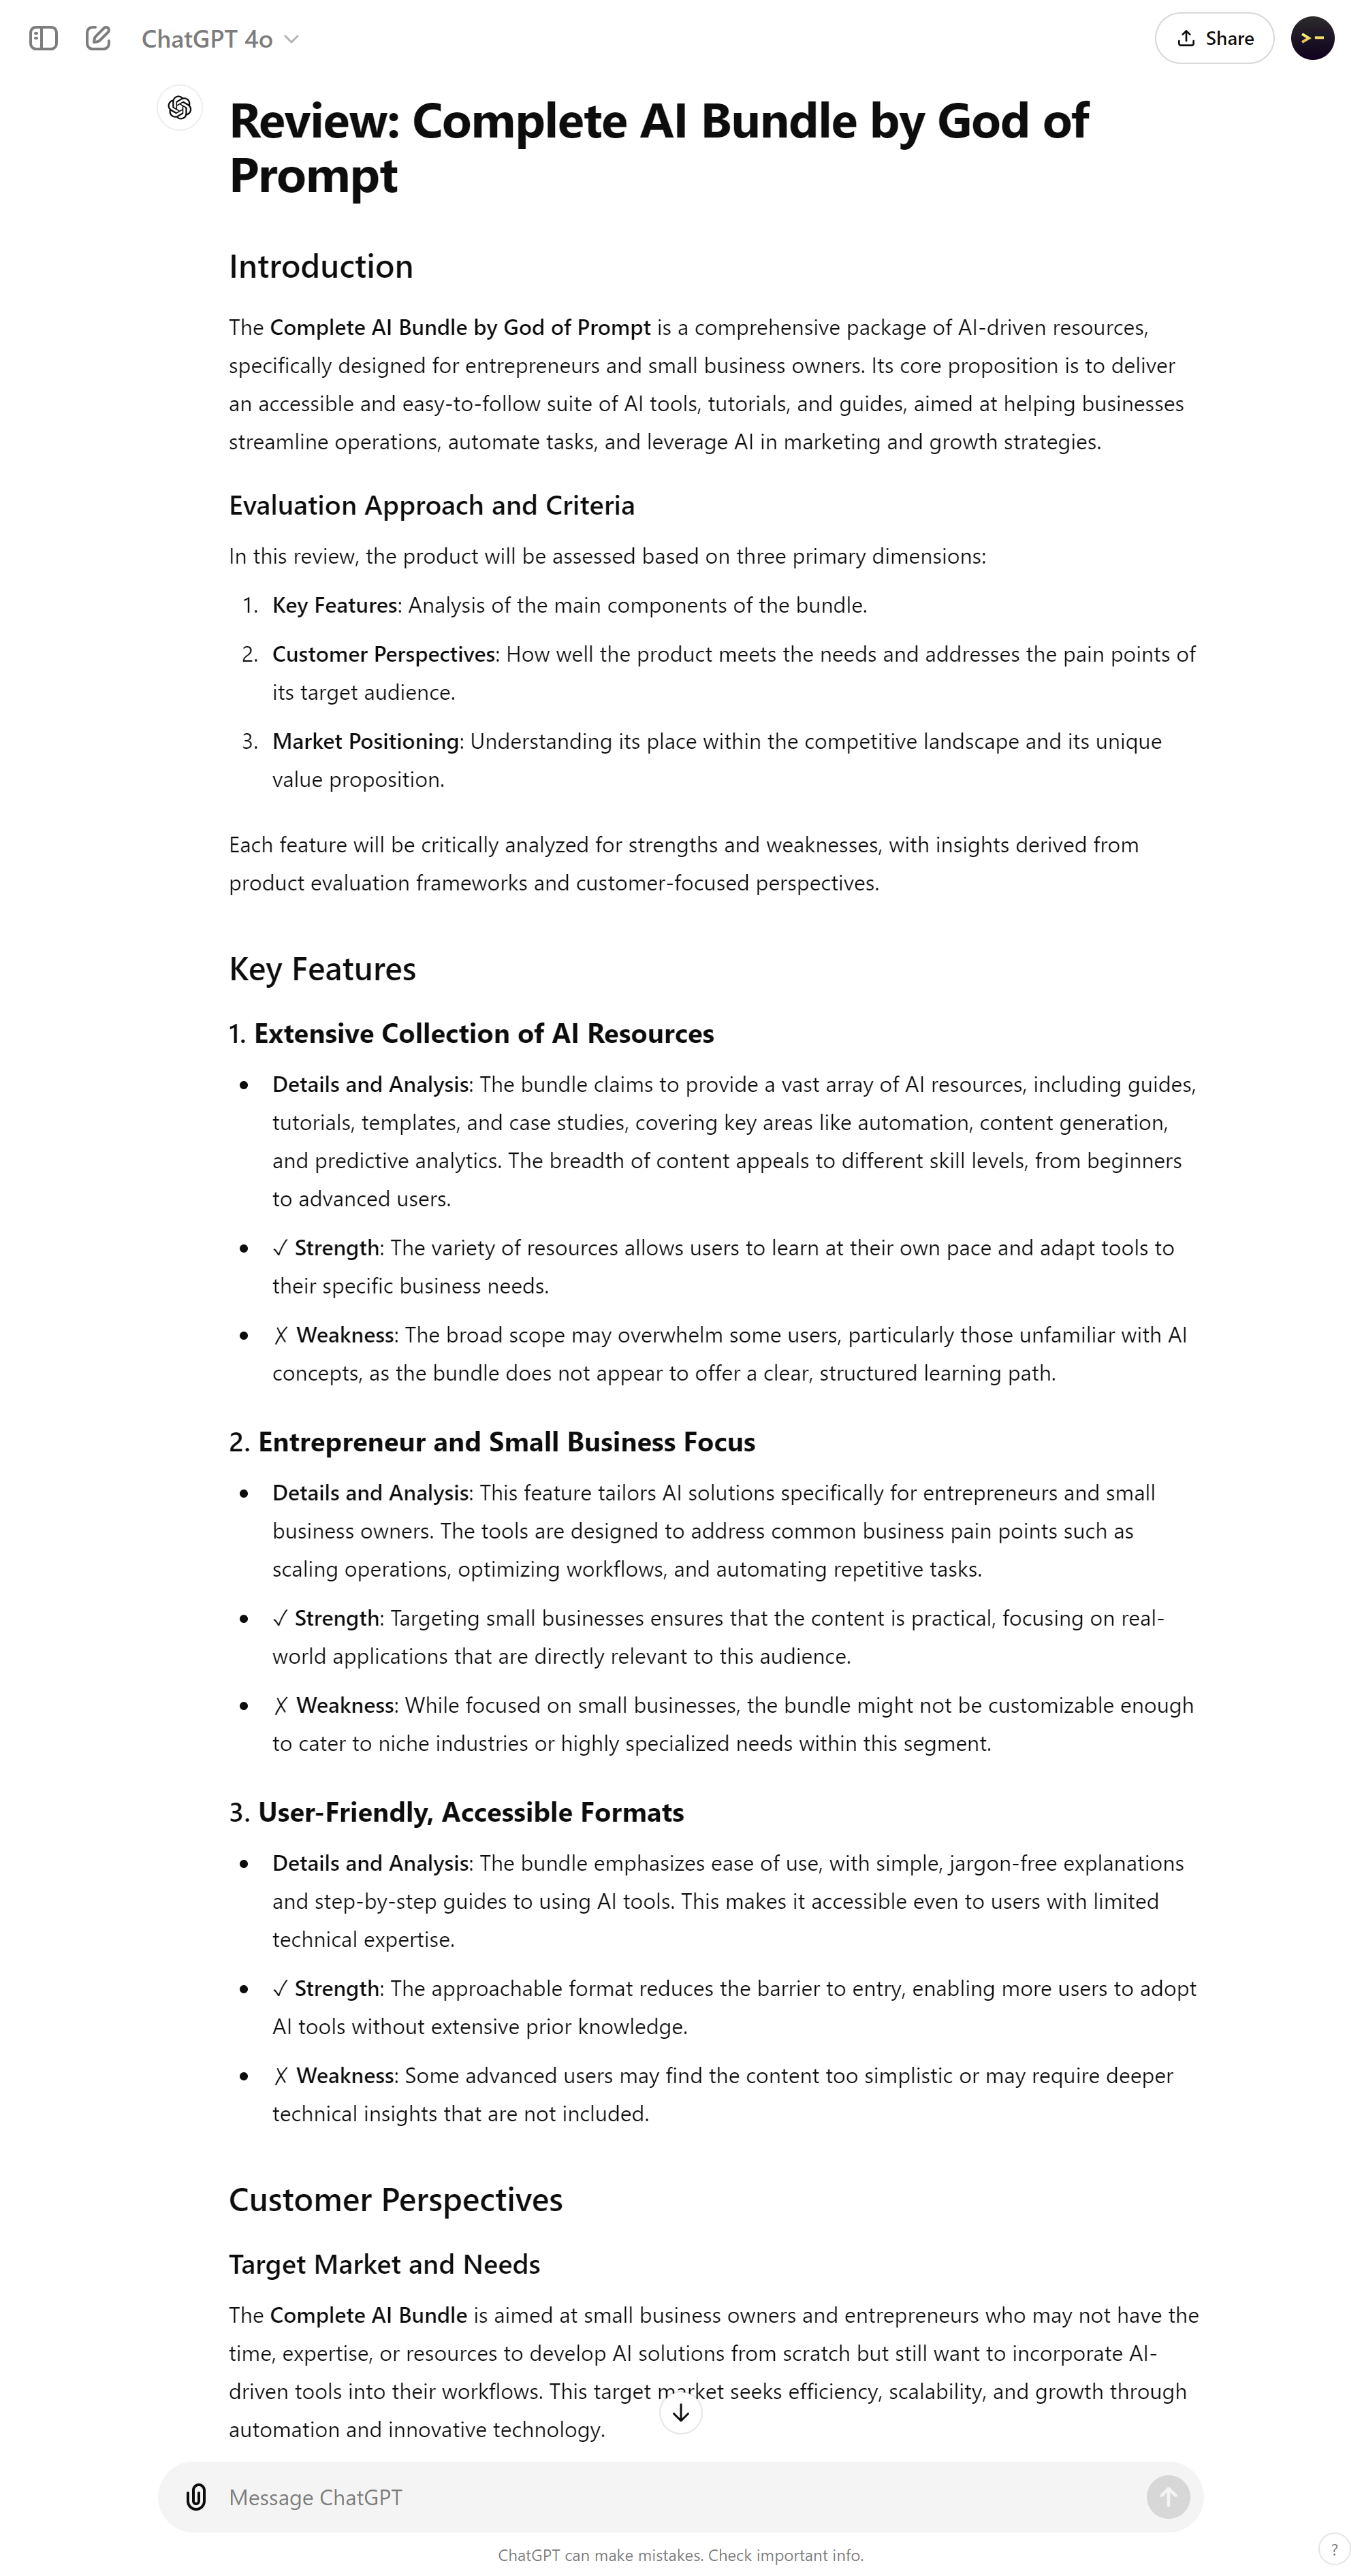 ChatGPT 4o
Share
Review: Complete AI Bundle by God of
Prompt
Introduction
The Complete AI Bundle by God of Prompt is a comprehensive package of AI-driven resources,
specifically designed for entrepreneurs and small business owners. Its core proposition is to deliver
an accessible and easy-to-follow suite of AI tools, tutorials, and guides, aimed at helping businesses
streamline operations, automate tasks, and leverage AI in marketing and growth strategies.
Evaluation Approach and Criteria
In this review, the product will be assessed based on three primary dimensions:
1. Key Features: Analysis of the main components of the bundle.
2. Customer Perspectives: How well the product meets the needs and addresses the pain points of
its target audience.
3. Market Positioning: Understanding its place within the competitive landscape and its unique
value proposition.
Each feature will be critically analyzed for strengths and weaknesses, with insights derived from
product evaluation frameworks and customer-focused perspectives.
Key Features
1. Extensive Collection of AI Resources
• Details and Analysis: The bundle claims to provide a vast array of AI resources, including guides,
tutorials, templates, and case studies, covering key areas like automation, content generation,
and predictive analytics. The breadth of content appeals to different skill levels, from beginners
to advanced users.
• ✓ Strength: The variety of resources allows users to learn at their own pace and adapt tools to
their specific business needs.
• ✗ Weakness: The broad scope may overwhelm some users, particularly those unfamiliar with AI
concepts, as the bundle does not appear to offer a clear, structured learning path.
2. Entrepreneur and Small Business Focus
• Details and Analysis: This feature tailors AI solutions specifically for entrepreneurs and small
business owners. The tools are designed to address common business pain points such as
scaling operations, optimizing workflows, and automating repetitive tasks.
• ✓ Strength: Targeting small businesses ensures that the content is practical, focusing on real-
world applications that are directly relevant to this audience.
• ✗ Weakness: While focused on small businesses, the bundle might not be customizable enough
to cater to niche industries or highly specialized needs within this segment.
3. User-Friendly, Accessible Formats
• Details and Analysis: The bundle emphasizes ease of use, with simple, jargon-free explanations
and step-by-step guides to using AI tools. This makes it accessible even to users with limited
technical expertise.
• ✓ Strength: The approachable format reduces the barrier to entry, enabling more users to adopt
AI tools without extensive prior knowledge.
• ✗ Weakness: Some advanced users may find the content too simplistic or may require deeper
technical insights that are not included.
Customer Perspectives
Target Market and Needs
The Complete AI Bundle is aimed at small business owners and entrepreneurs who may not have the
time, expertise, or resources to develop AI solutions from scratch but still want to incorporate AI-
driven tools into their workflows. This target market seeks efficiency, scalability, and growth through
automation and innovative technology.
Message ChatGPT
ChatGPT can make mistakes. Check important info.
?